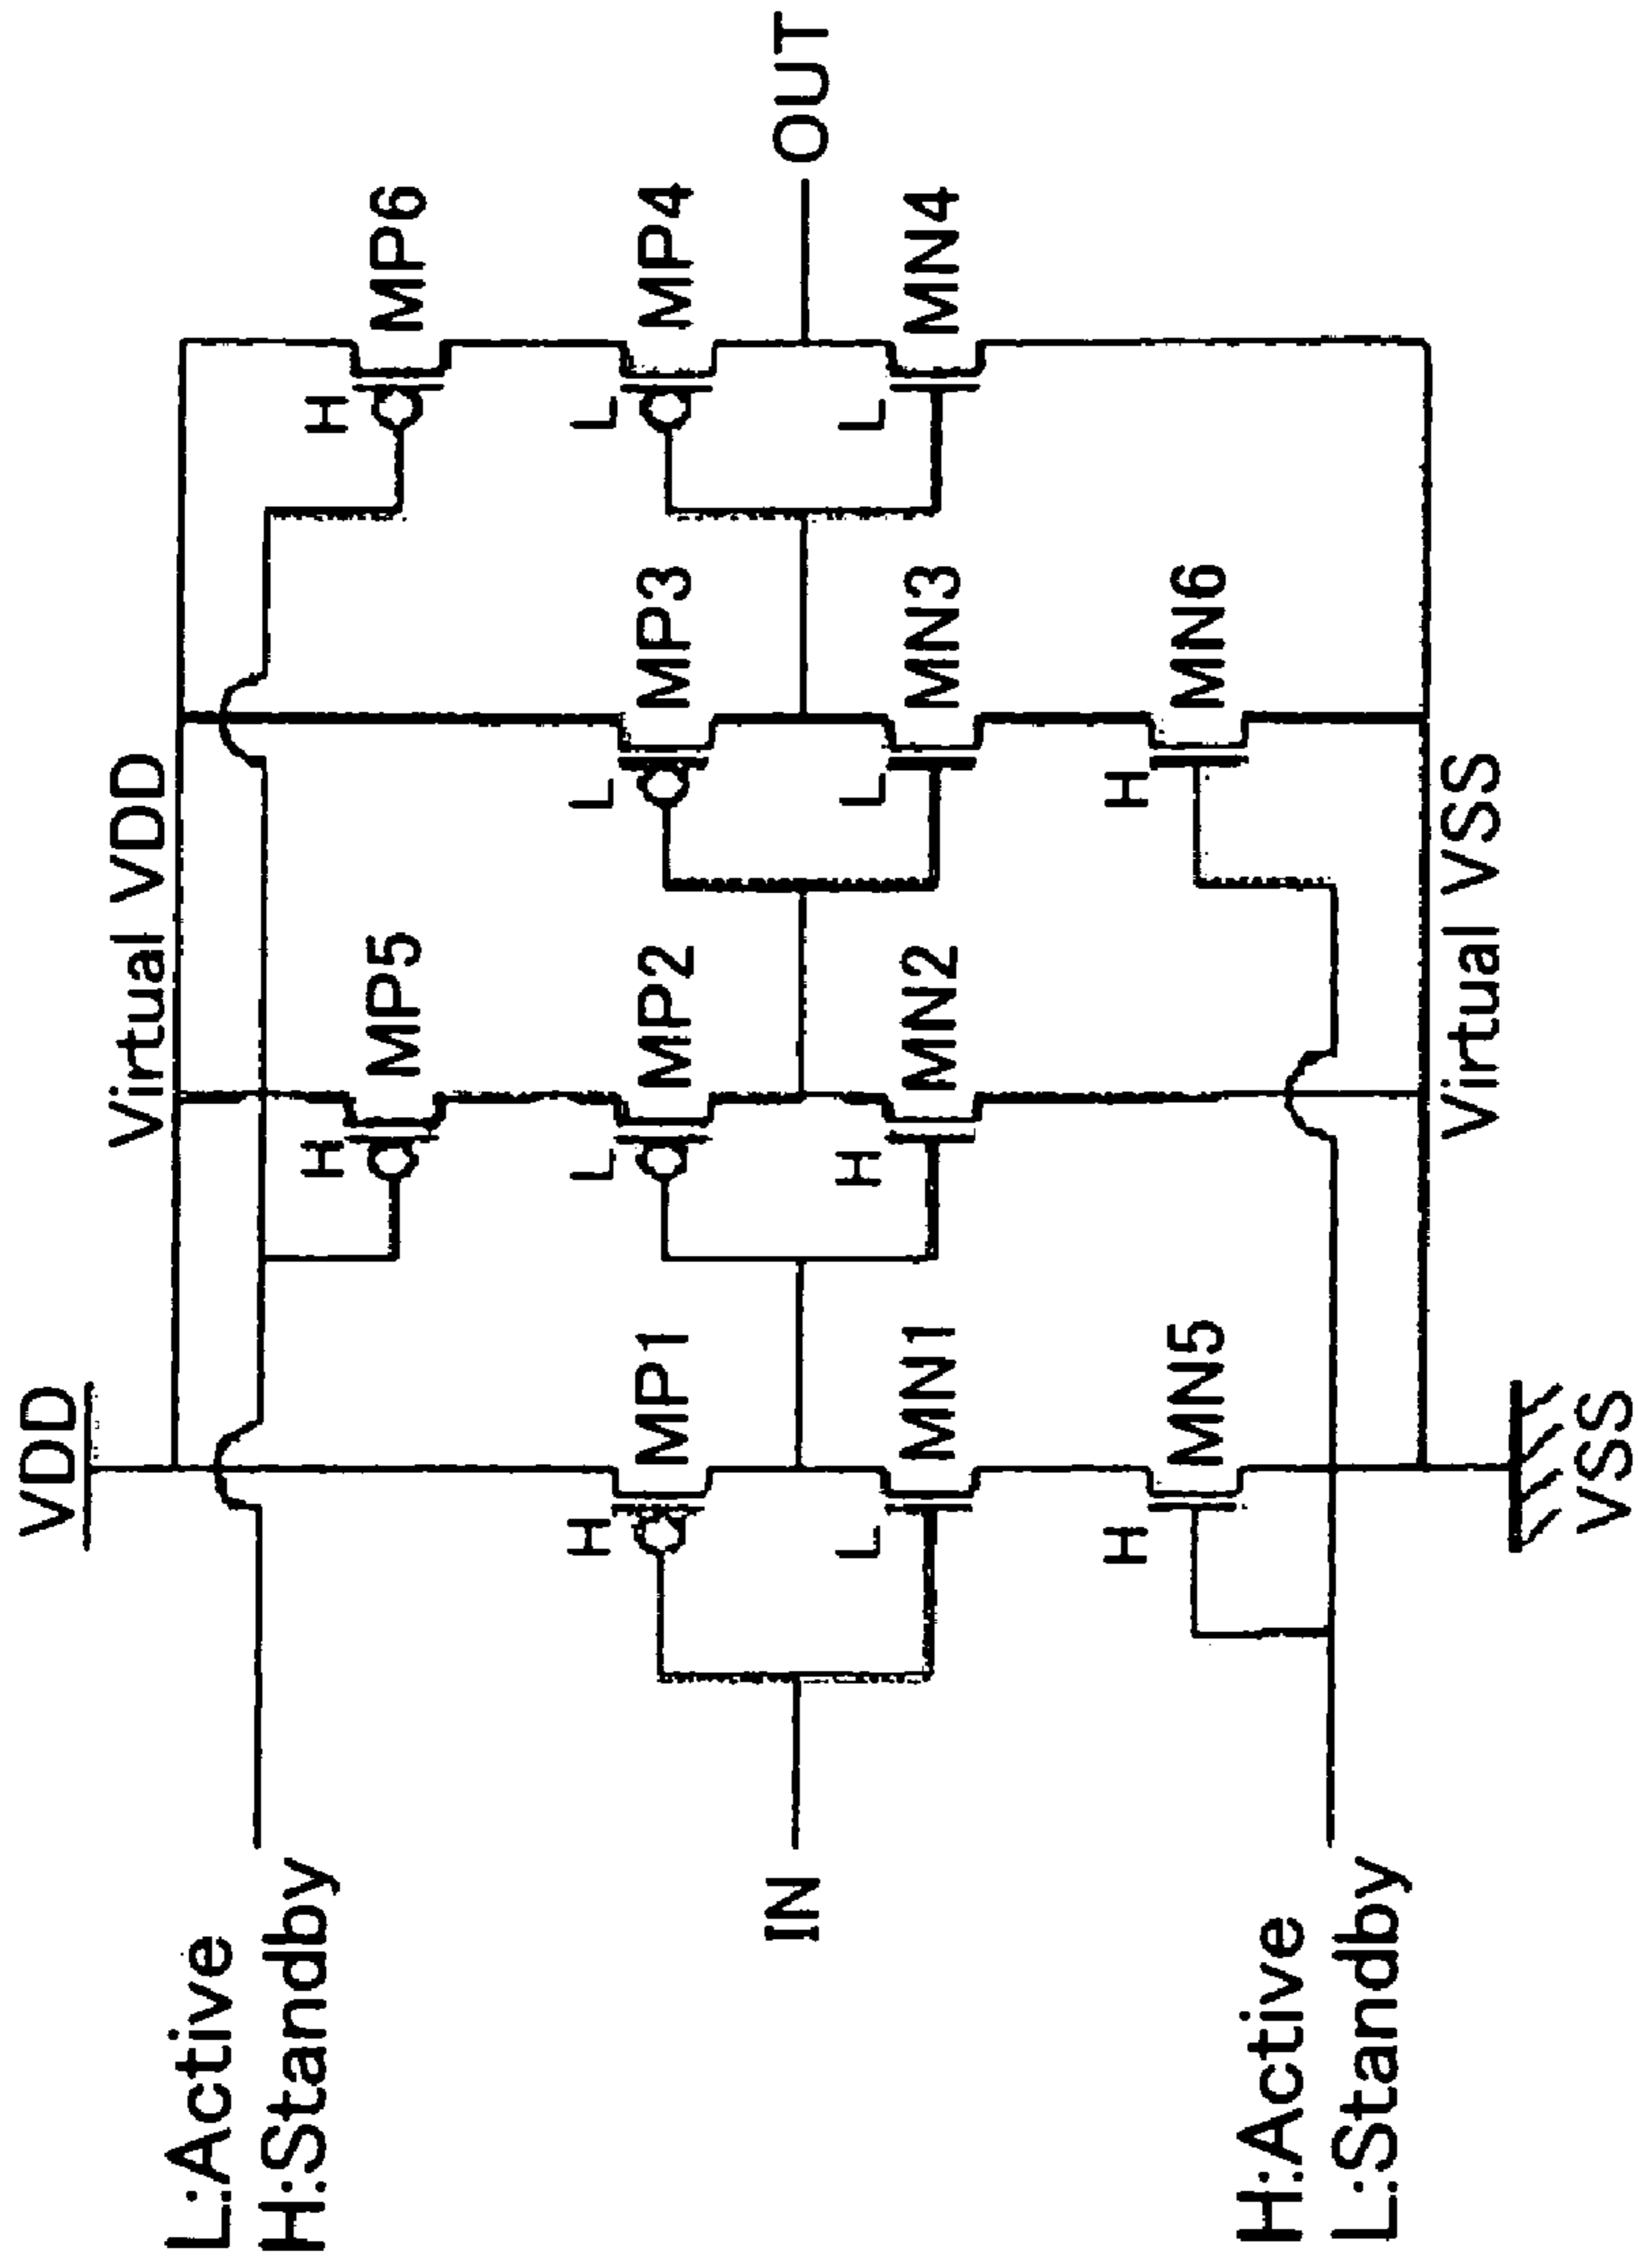 VDD
Virtual VDD
L:Active
H:Standby
H
MP5
H
MP6
H
MP1
L
MP2
L
MP3
L
MP4
IN
OUT
L
MN1
H
MN2
L
MN3
L
MN4
H
MN5
H
MN6
H:Active
L:Standby
Virtual VSS
VSS